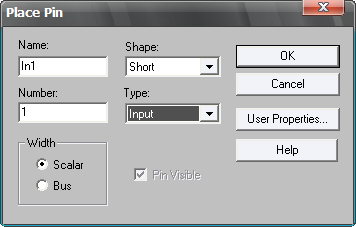 Place Pin
Name:
Shape:
In1
Short
OK
Cancel
Number:
Type:
1
Input
User Properties...
Width
Help
Scalar
Pin Visible
Bus